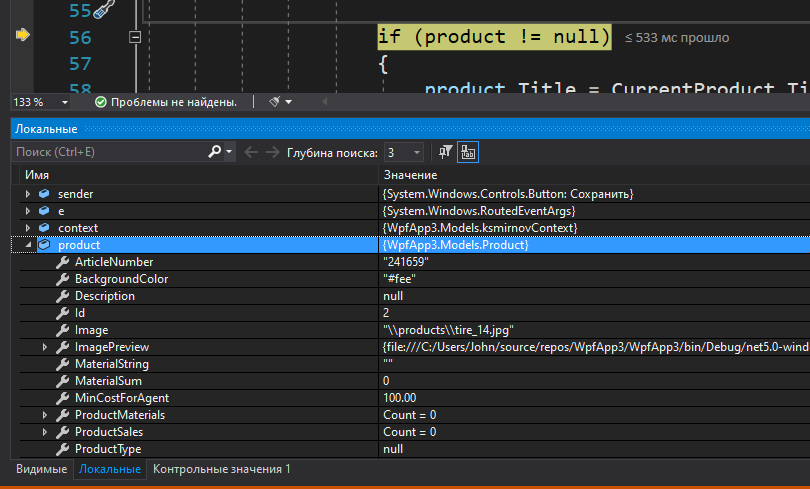 55
56 if (product != null) ≤ 533 мс прошло
57 {
58 product.Title = CurrentProduct.Ti
133 % Проблемы не найдены.
Локальные
Поиск (Ctrl+E) Глубина поиска: 3
Имя Значение
sender {System.Windows.Controls.Button: Сохранить}
e {System.Windows.RoutedEventArgs}
context {WpfApp3.Models.ksmirnovContext}
product {WpfApp3.Models.Product}
ArticleNumber "241659"
BackgroundColor "#fee"
Description null
Id 2
Image "\\products\\tire_14.jpg"
ImagePreview {file:///C:/Users/John/source/repos/WpfApp3/WpfApp3/bin/Debug/net5.0-wind
MaterialString ""
MaterialSum 0
MinCostForAgent 100.00
ProductMaterials Count = 0
ProductSales Count = 0
ProductType null
Видимые Локальные Контрольные значения 1